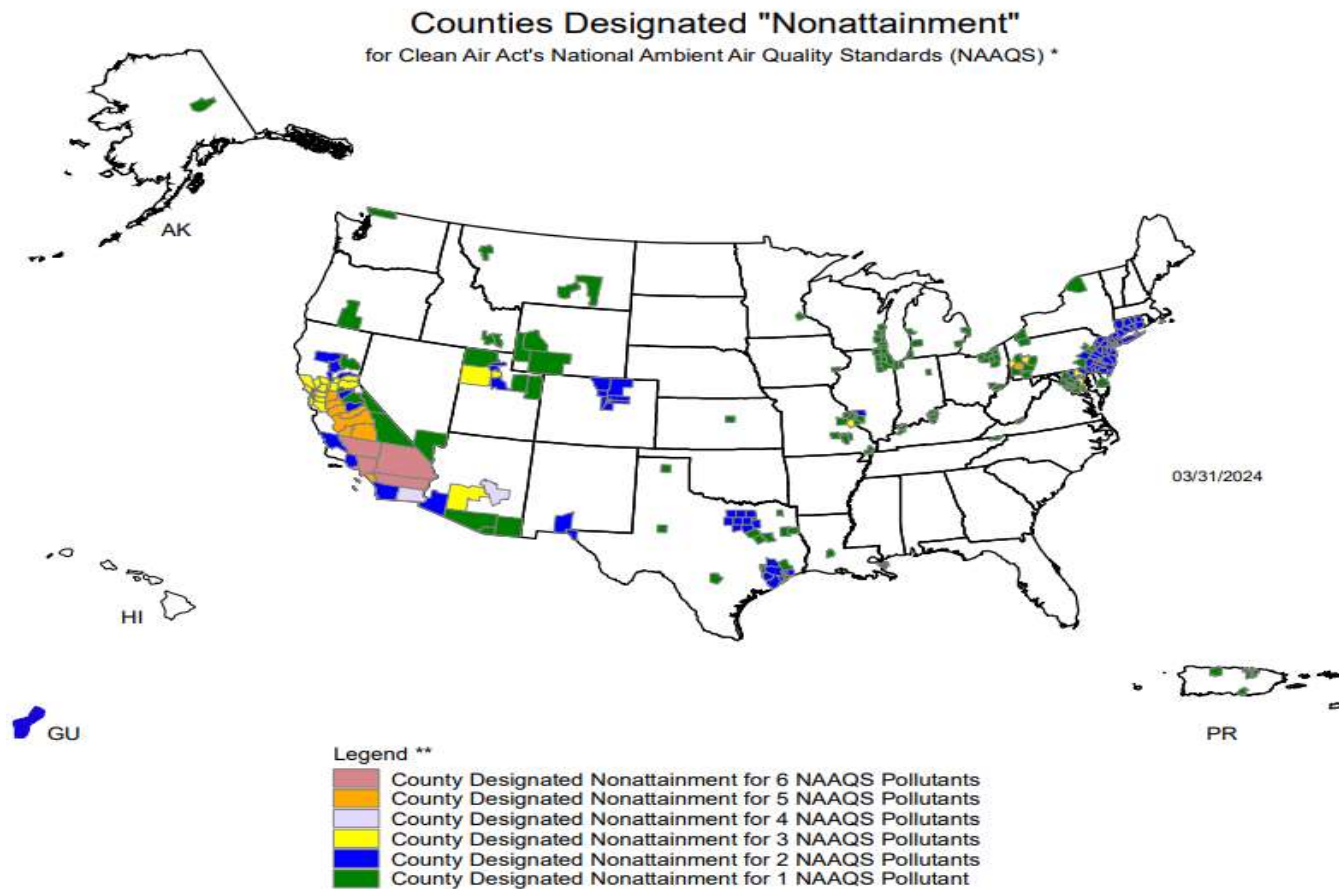 Counties Designated "Nonattainment"
for Clean Air Act's National Ambient Air Quality Standards (NAAQS) *
AK
03/31/2024
HI
GU
PR
Legend **
County Designated Nonattainment for 6 NAAQS Pollutants
County Designated Nonattainment for 5 NAAQS Pollutants
County Designated Nonattainment for 4 NAAQS Pollutants
County Designated Nonattainment for 3 NAAQS Pollutants
County Designated Nonattainment for 2 NAAQS Pollutants
County Designated Nonattainment for 1 NAAQS Pollutant